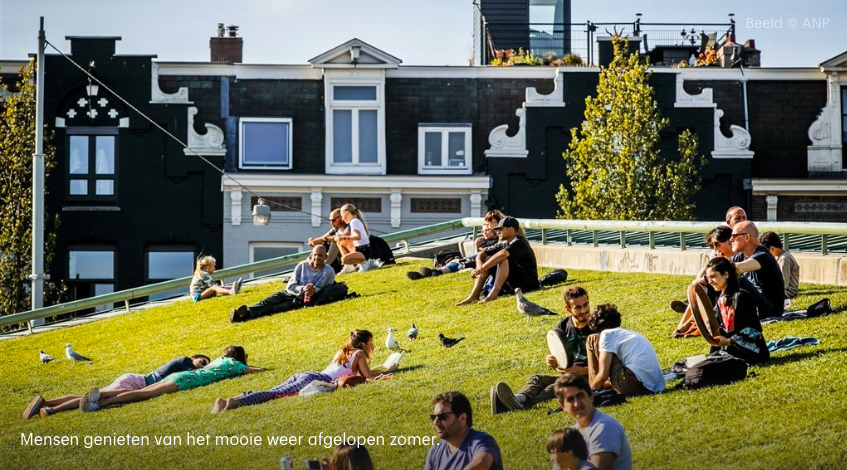 Beeld © ANP
Mensen genieten van het mooie weer afgelopen zomer.